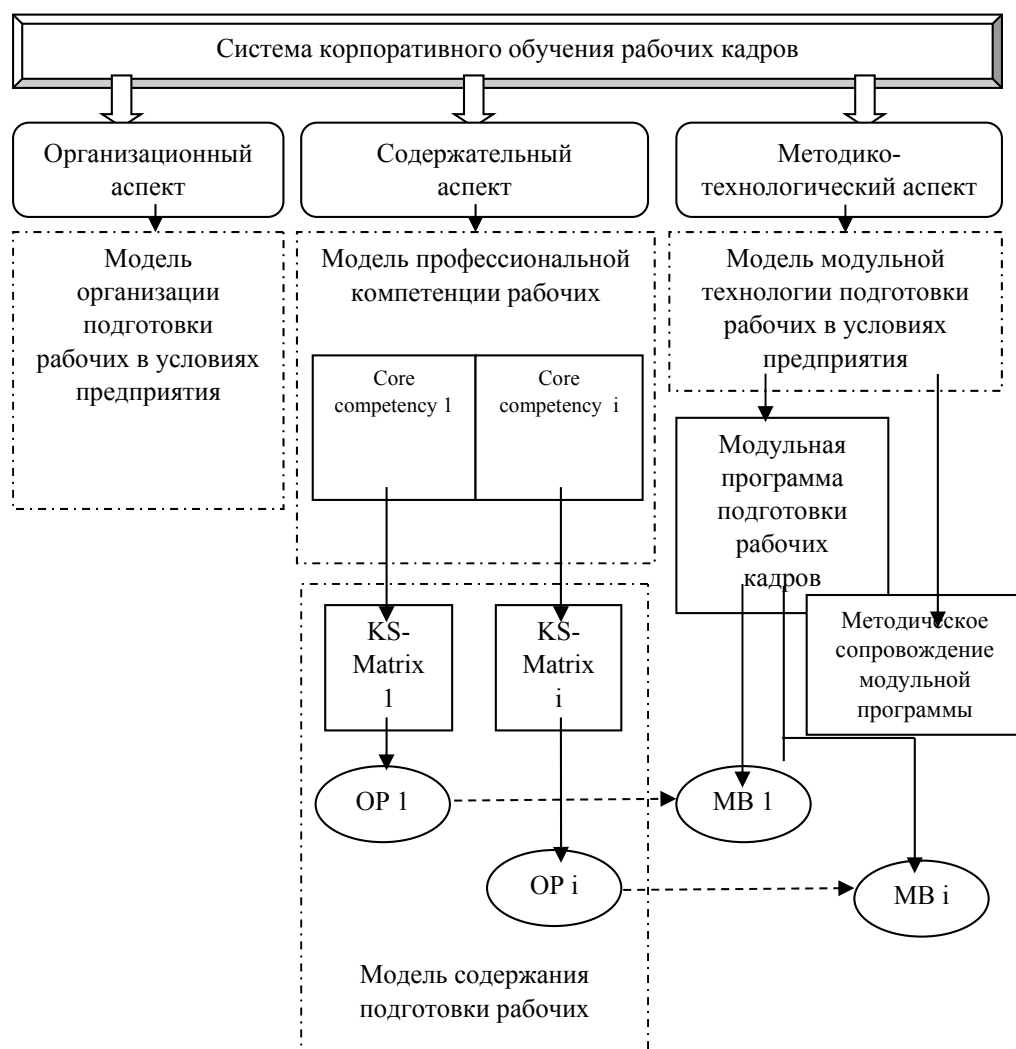 Система корпоративного обучения рабочих кадров
Организационный
аспект
Содержательный
аспект
Методико-
технологический аспект
Модель
организации
подготовки
рабочих в условиях
предприятия
Модель профессиональной
компетенции рабочих
Core
competency 1
Core
competency i
Модель модульной
технологии подготовки
рабочих в условиях
предприятия
Модульная
программа
подготовки
рабочих
кадров
Методическое
сопровождение
модульной
программы
KS-
Matrix
1
KS-
Matrix
i
OP 1
MB 1
OP i
MB i
Модель содержания
подготовки рабочих